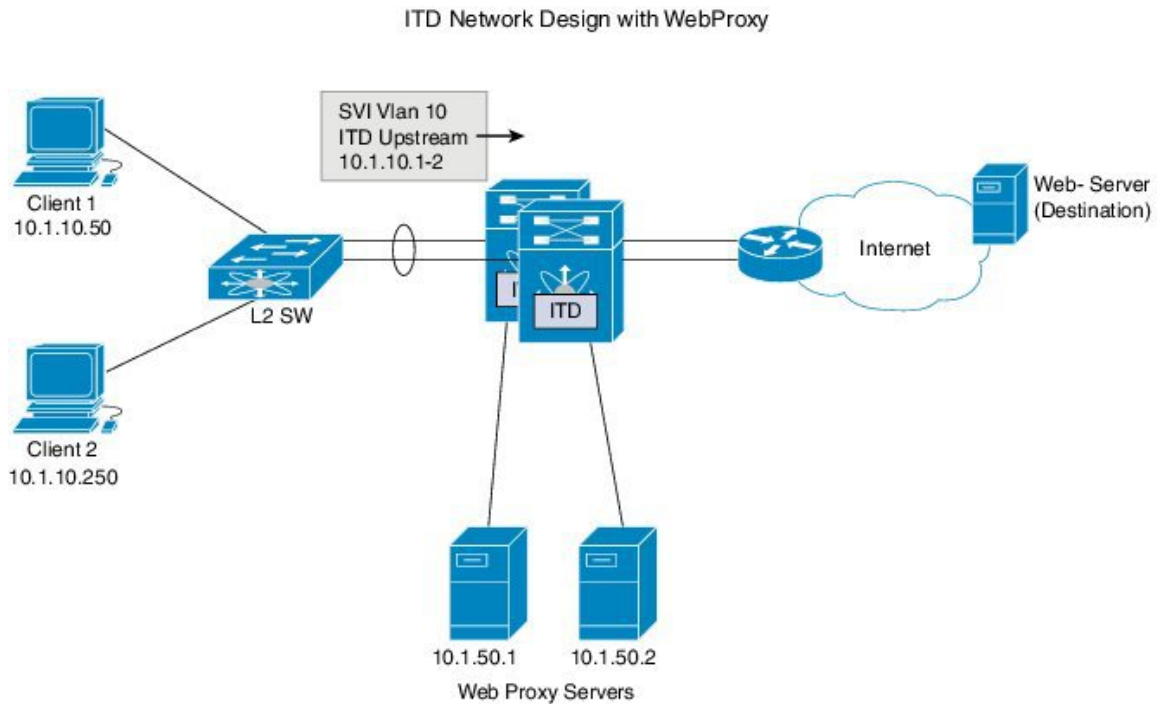 ITD Network Design with WebProxy
SVI Vlan 10
ITD Upstream
10.1.10.1-2
Client 1
10.1.10.50
L2 SW
ITD
Internet
Web- Server
(Destination)
Client 2
10.1.10.250
10.1.50.1
10.1.50.2
Web Proxy Servers